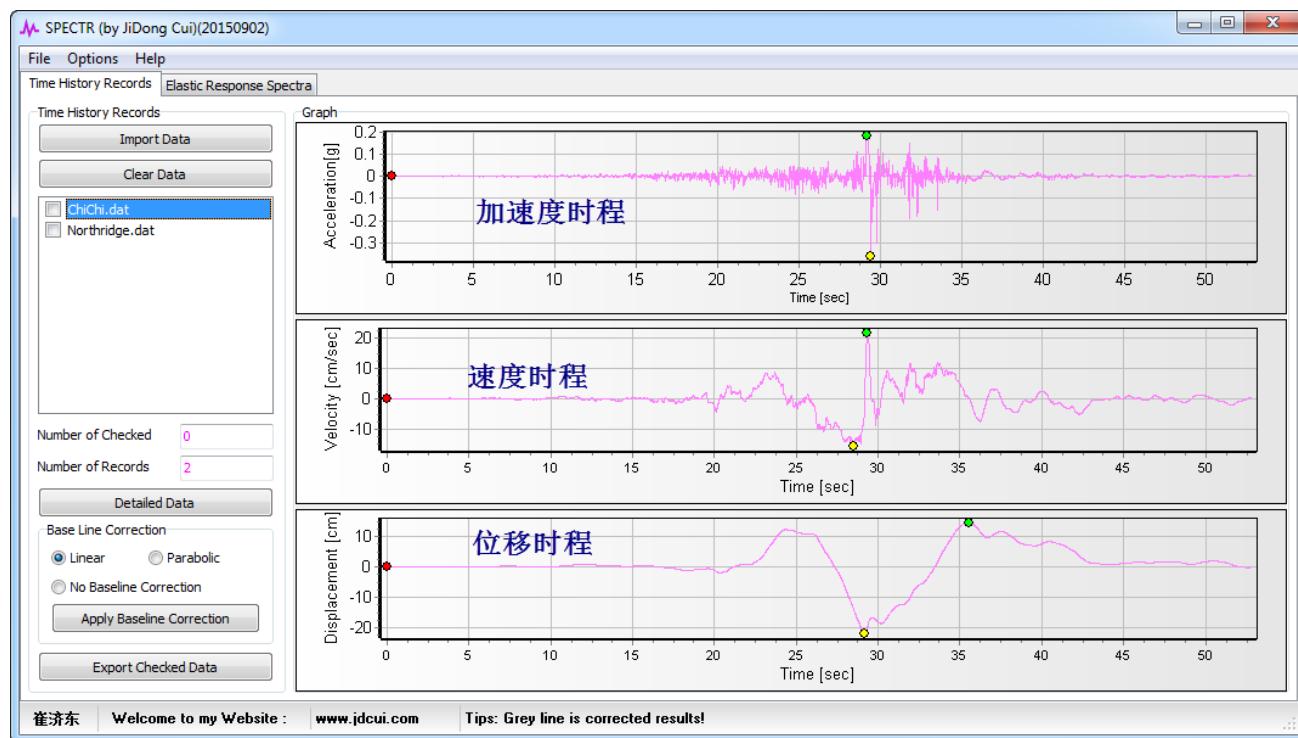 SPECTR (by JiDong Cui)(20150902)
File Options Help
Time History Records Elastic Response Spectra
Time History Records
Import Data
Clear Data
ChiChi.dat
Northridge.dat
Number of Checked 0
Number of Records 2
Detailed Data
Base Line Correction
Linear Parabolic
No Baseline Correction
Apply Baseline Correction
Export Checked Data
Graph
Acceleration[g]
0.2
0.1
0
-0.1
-0.2
-0.3
加速度时程
0 5 10 15 20 25 30 35 40 45 50
Time [sec]
Velocity [cm/sec]
20
10
0
-10
速度时程
0 5 10 15 20 25 30 35 40 45 50
Time [sec]
Displacement [cm]
10
0
-10
-20
位移时程
0 5 10 15 20 25 30 35 40 45 50
Time [sec]
崔济东 Welcome to my Website : www.jdcui.com Tips: Grey line is corrected results!